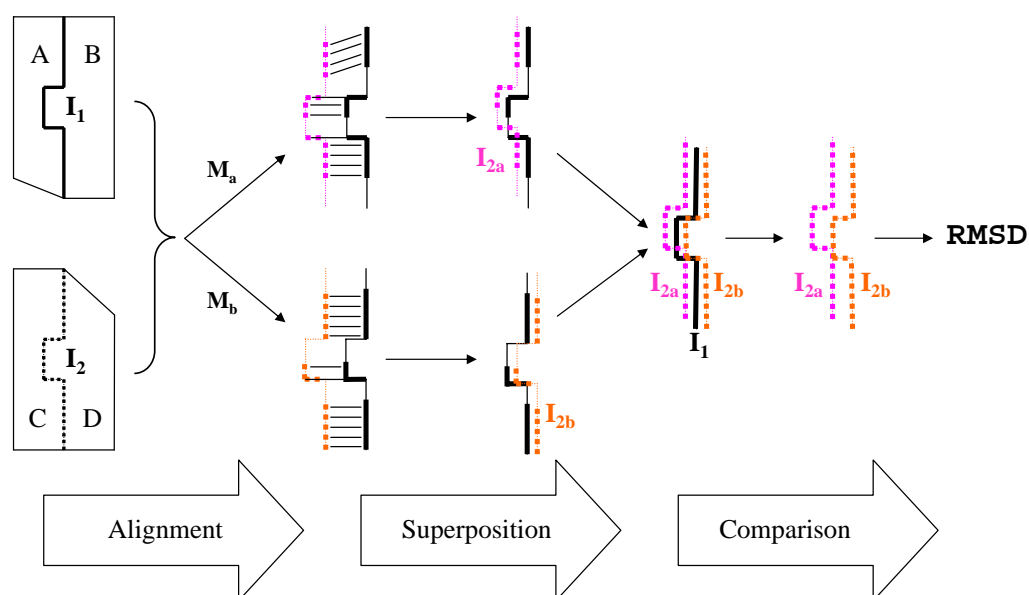 A B
I1
Ma
I2a
I2a I2b
I1
I2a I2b
RMSD
I2
C D
Mb
I2b
Alignment
Superposition
Comparison